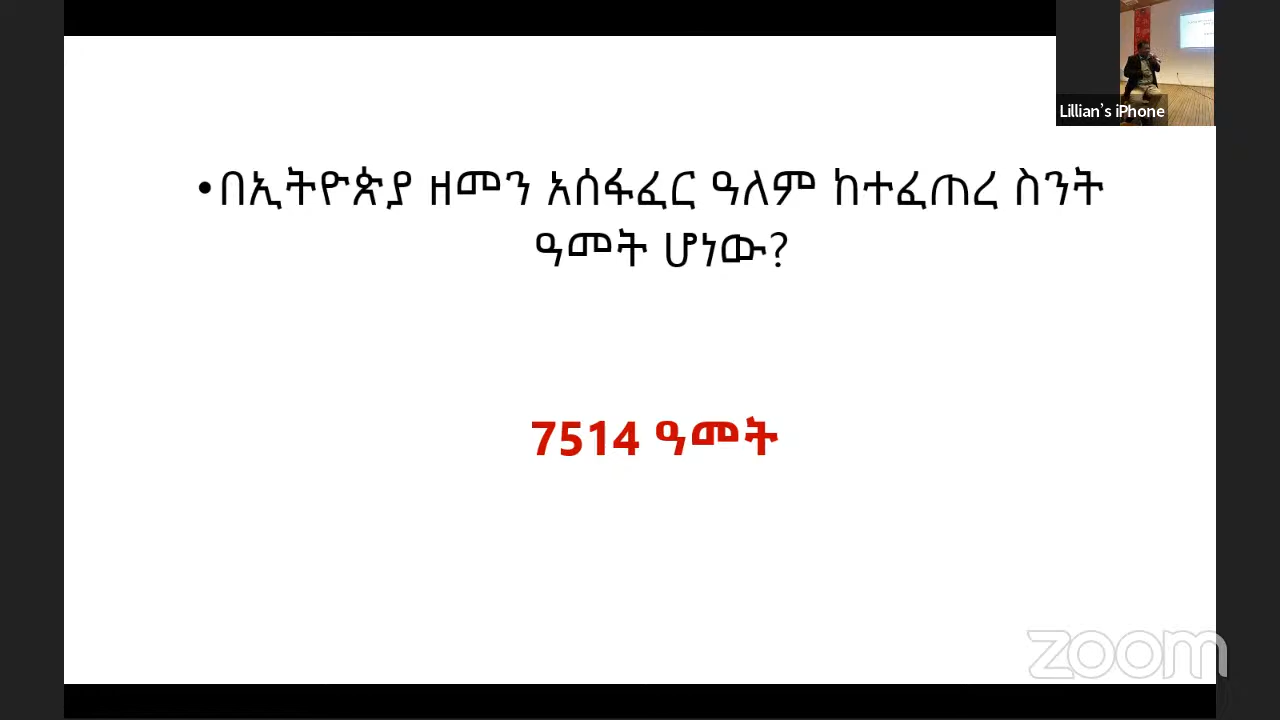 •በኢትዮጵያ ዘመን አሰፋፈር ዓለም ከተፈጠረ ስንት
ዓመት ሆነው?
7514 ዓመት
Lillian's iPhone
zoom